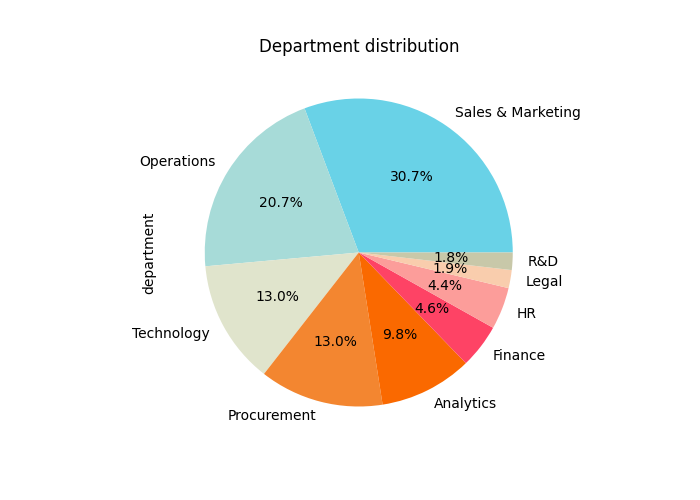 Department distribution
Sales & Marketing
30.7%
Operations
20.7%
department
Technology
13.0%
Procurement
13.0%
Analytics
9.8%
Finance
4.6%
HR
4.4%
Legal
1.9%
R&D
1.8%